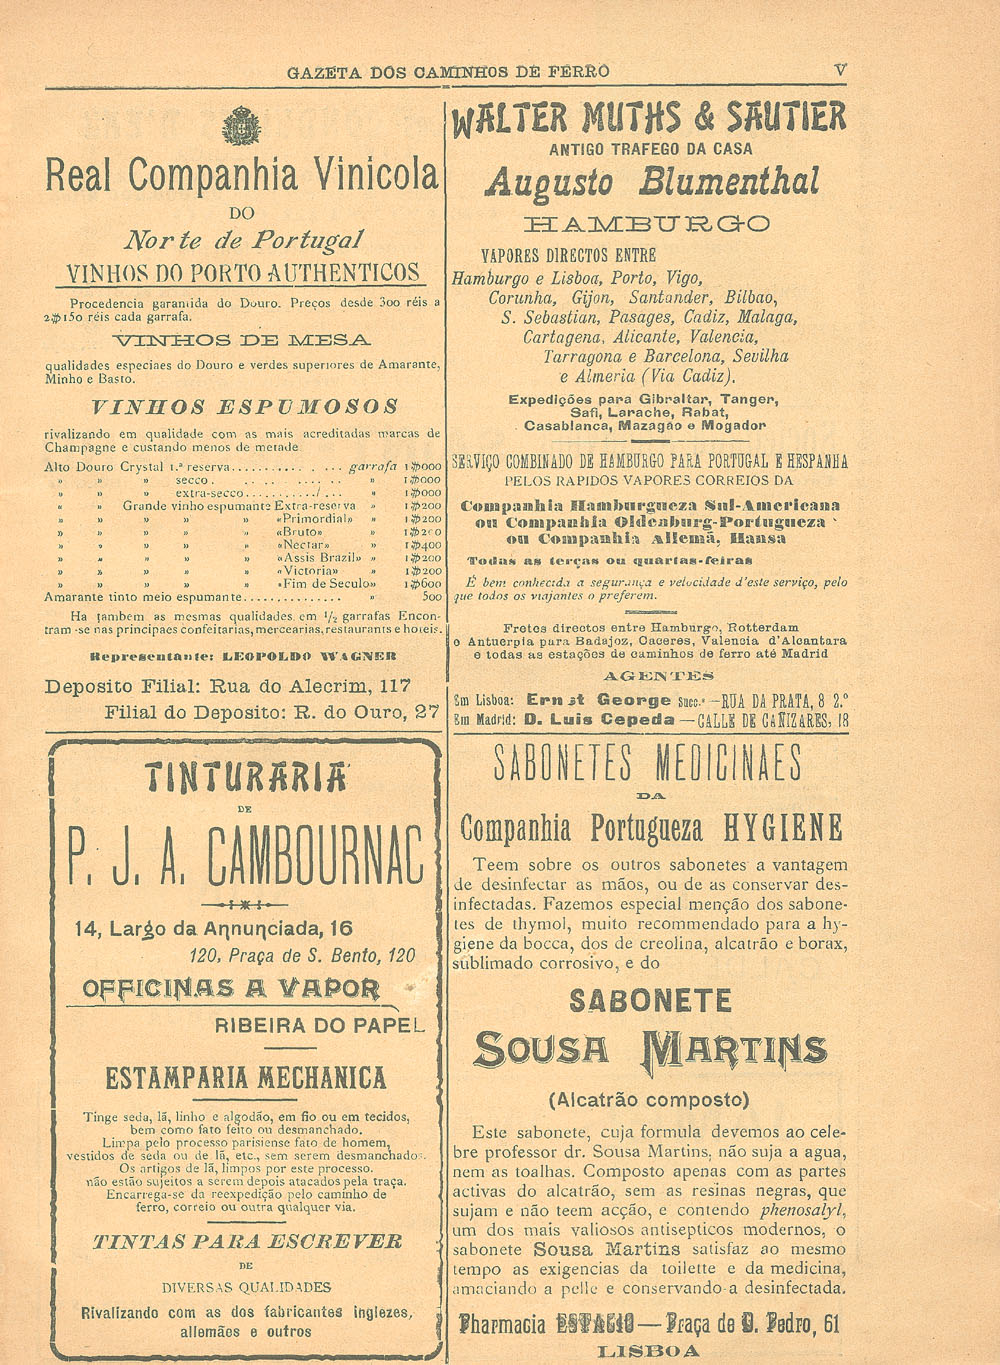 GAZETA DOS CAMINHOS DE FERRO V
Real Companhia Vinicola
DO
Norte de Portugal
VINHOS DO PORTO AUTHENTICOS
Procedencia garantida do Douro. Preços desde 300 réis a
2$150 réis cada garrafa.
VINHOS DE MESA
qualidades especiaes do Douro e verdes superiores de Amarante,
Minho e Basto.
VINHOS ESPUMOSOS
rivalizando em qualidade com as mais acreditadas marcas de
Champagne e custando menos de metade
Alto Douro Crystal 1.ª reserva.............. garrafa 1$000
» » » secco. .............. » 1$000
» » » extra-secco............ » 1$000
» » Grande vinho espumante Extra-reserva » 1$200
» » » » » «Primordial» » 1$200
» » » » » «Bruto» » 1$200
» » » » » «Nectar» » 1$400
» » » » » «Assis Brazil» » 1$200
» » » » » «Victoria» » 1$200
» » » » » «Fim de Seculo» 1$600
Amarante tinto meio espumante.............. » 500
Ha tambem as mesmas qualidades em 1/2 garrafas Encon-
tram-se nas principaes confeitarias, mercearias, restaurants e hoteis.
Representante: LEOPOLDO WAGNER
Deposito Filial: Rua do Alecrim, 117
Filial do Deposito: R. do Ouro, 27
TINTURARIA
DE
P. J. A. CAMBOURNAC
14, Largo da Annunciada, 16
120, Praça de S. Bento, 120
OFFICINAS A VAPOR
RIBEIRA DO PAPEL
ESTAMPARIA MECHANICA
Tinge seda, lã, linho e algodão, em fio ou em tecidos,
bem como fato feito ou desmanchado.
Limpa pelo processo parisiense fato de homem,
vestidos de seda ou de lã, etc., sem serem desmanchados.
Os artigos de lã, limpos por este processo.
não estão sujeitos a serem depois atacados pela traça.
Encarrega-se da reexpedição pelo caminho de
ferro, correio ou outra qualquer via.
TINTAS PARA ESCREVER
DE
DIVERSAS QUALIDADES
Rivalizando com as dos fabricantes inglezes,
allemães e outros
WALTER MUTHS & SAUTIER
ANTIGO TRAFEGO DA CASA
Augusto Blumenthal
HAMBURGO
VAPORES DIRECTOS ENTRE
Hamburgo e Lisboa, Porto, Vigo,
Corunha, Gijon, Santander, Bilbao,
S. Sebastian, Pasages, Cadiz, Malaga,
Cartagena, Alicante, Valencia,
Tarragona e Barcelona, Sevilha
e Almeria (Via Cadiz).
Expedições para Gibraltar, Tanger,
Safi, Larache, Rabat,
Casablanca, Mazagão e Mogador
SERVIÇO COMBINADO DE HAMBURGO PARA PORTUGAL E HESPANHA
PELOS RAPIDOS VAPORES CORREIOS DA
Companhia Hamburgueza Sul-Americana
ou Companhia Oldenburg-Portugueza
ou Companhia Allemã, Hansa
Todas as terças ou quartas-feiras
É bem conhecida a segurança e velocidade d'este serviço, pelo
que todos os viajantes o preferem.
Fretes directos entre Hamburgo, Rotterdam
e Antuerpia para Badajoz, Caceres, Valencia d'Alcantara
e todas as estações de caminhos de ferro até Madrid
AGENTES
Em Lisboa: Ernst George Succ.ª —RUA DA PRATA, 8 2.º
Em Madrid: D. Luis Cepeda —CALLE DE CAÑIZARES, 18
SABONETES MEDICINAES
DA
Companhia Portugueza HYGIENE
Teem sobre os outros sabonetes a vantagem
de desinfectar as mãos, ou de as conservar des-
infectadas. Fazemos especial menção dos sabone-
tes de thymol, muito recommendado para a hy-
giene da bocca, dos de creolina, alcatrão e borax,
sublimado corrosivo, e do
SABONETE
SOUSA MARTINS
(Alcatrão composto)
Este sabonete, cuja formula devemos ao cele-
bre professor dr. Sousa Martins, não suja a agua,
nem as toalhas. Composto apenas com as partes
activas do alcatrão, sem as resinas negras, que
sujam e não teem acção, e contendo phenosalyl,
um dos mais valiosos antisepticos modernos, o
sabonete Sousa Martins satisfaz ao mesmo
tempo as exigencias da toilette e da medicina,
amaciando a pelle e conservando-a desinfectada.
Pharmacia ESTACIO — Praça de D. Pedro, 61
LISBOA